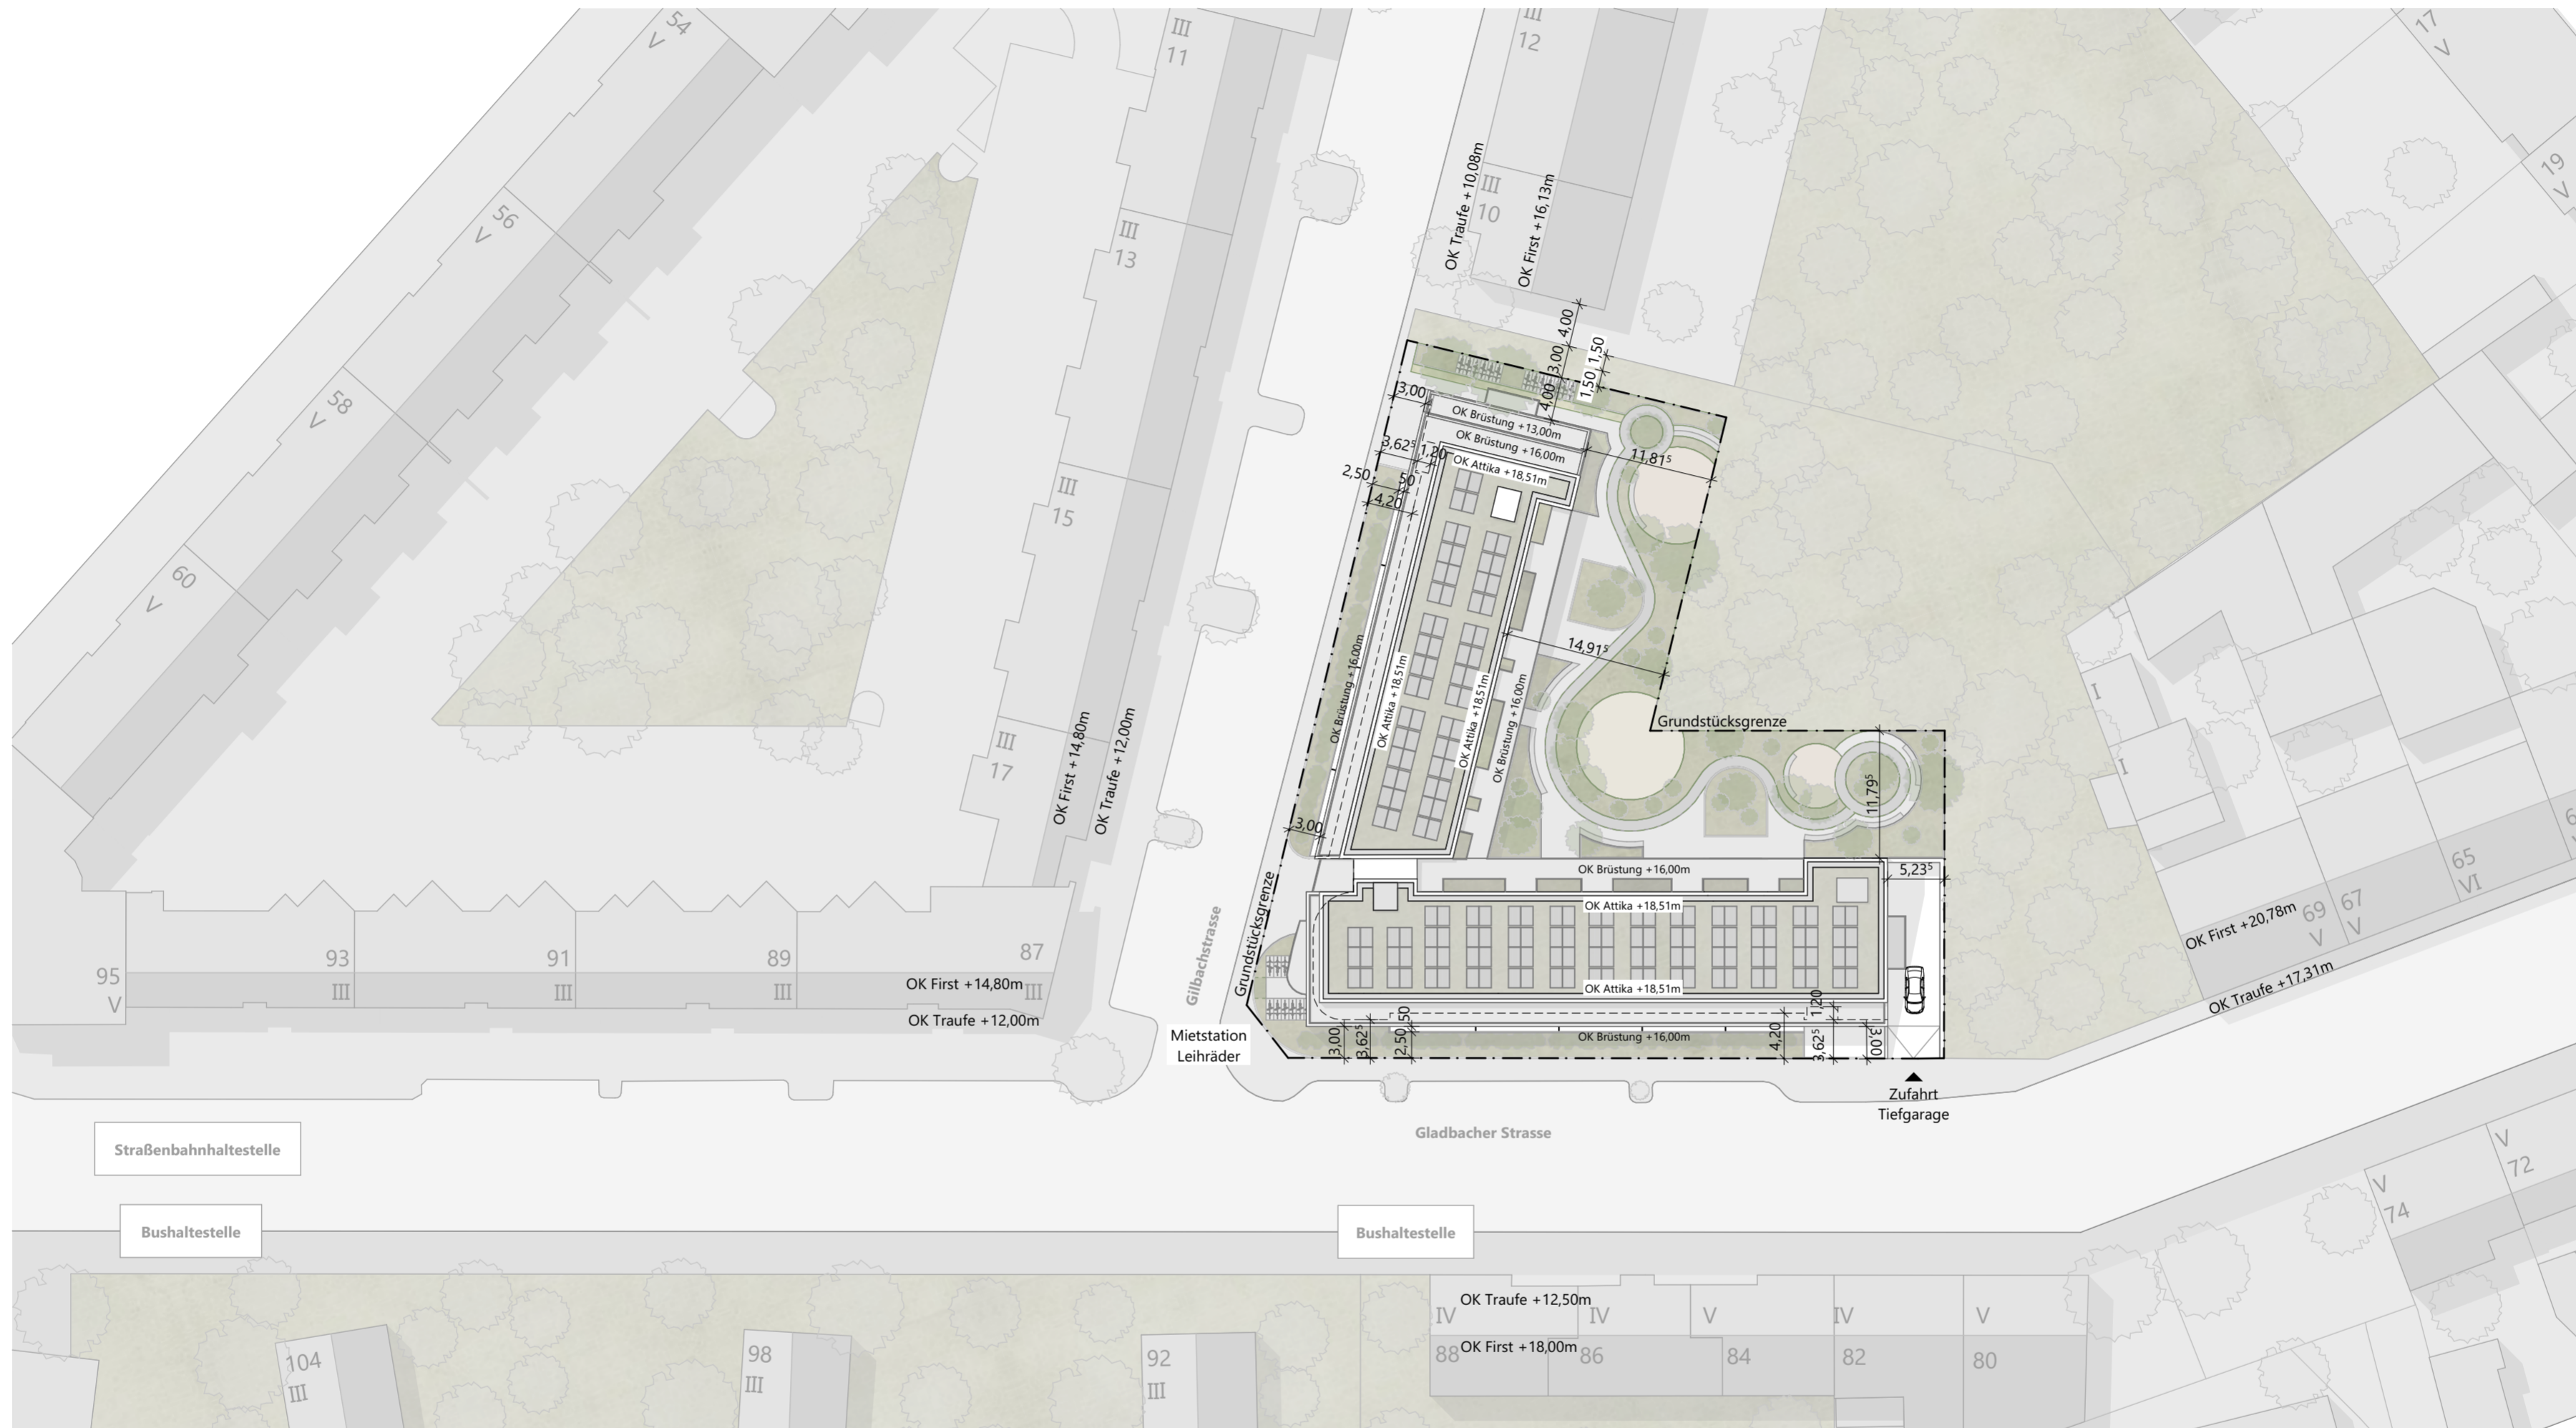 54
V
III
11
III
12
17
V
56
V
III
13
OK Traufe +10,08m
III
10
OK First +16,13m
19
V
58
V
4,00
3,00
1,50
1,50
4,00
3,00
OK Brüstung +13,00m
OK Brüstung +16,00m
OK Attika +18,51m
3,62⁵
1,20
11,81⁵
2,50
50
4,20
III
15
60
V
14,91⁵
OK Brüstung +16,00m
OK Attika +18,51m
OK Attika +18,51m
OK Brüstung +16,00m
Grundstücksgrenze
III
17
OK First +14,80m
OK Traufe +12,00m
I
I
11,79⁵
3,00
65
VI
OK Brüstung +16,00m
5,23⁵
OK Attika +18,51m
67
V
69
V
OK First +20,78m
OK Traufe +17,31m
Grundstücksgrenze
Gilbachstrasse
95
V
93
III
91
III
89
III
87
III
OK First +14,80m
OK Traufe +12,00m
OK Attika +18,51m
1,20
50
OK Brüstung +16,00m
3,00
3,62⁵
2,50
4,20
3,62⁵
3,00
Mietstation
Leihräder
Zufahrt
Tiefgarage
Gladbacher Strasse
Straßenbahnhaltestelle
Bushaltestelle
Bushaltestelle
V
72
V
74
OK Traufe +12,50m
IV
IV
V
IV
V
OK First +18,00m
88
86
84
82
80
104
III
98
III
92
III